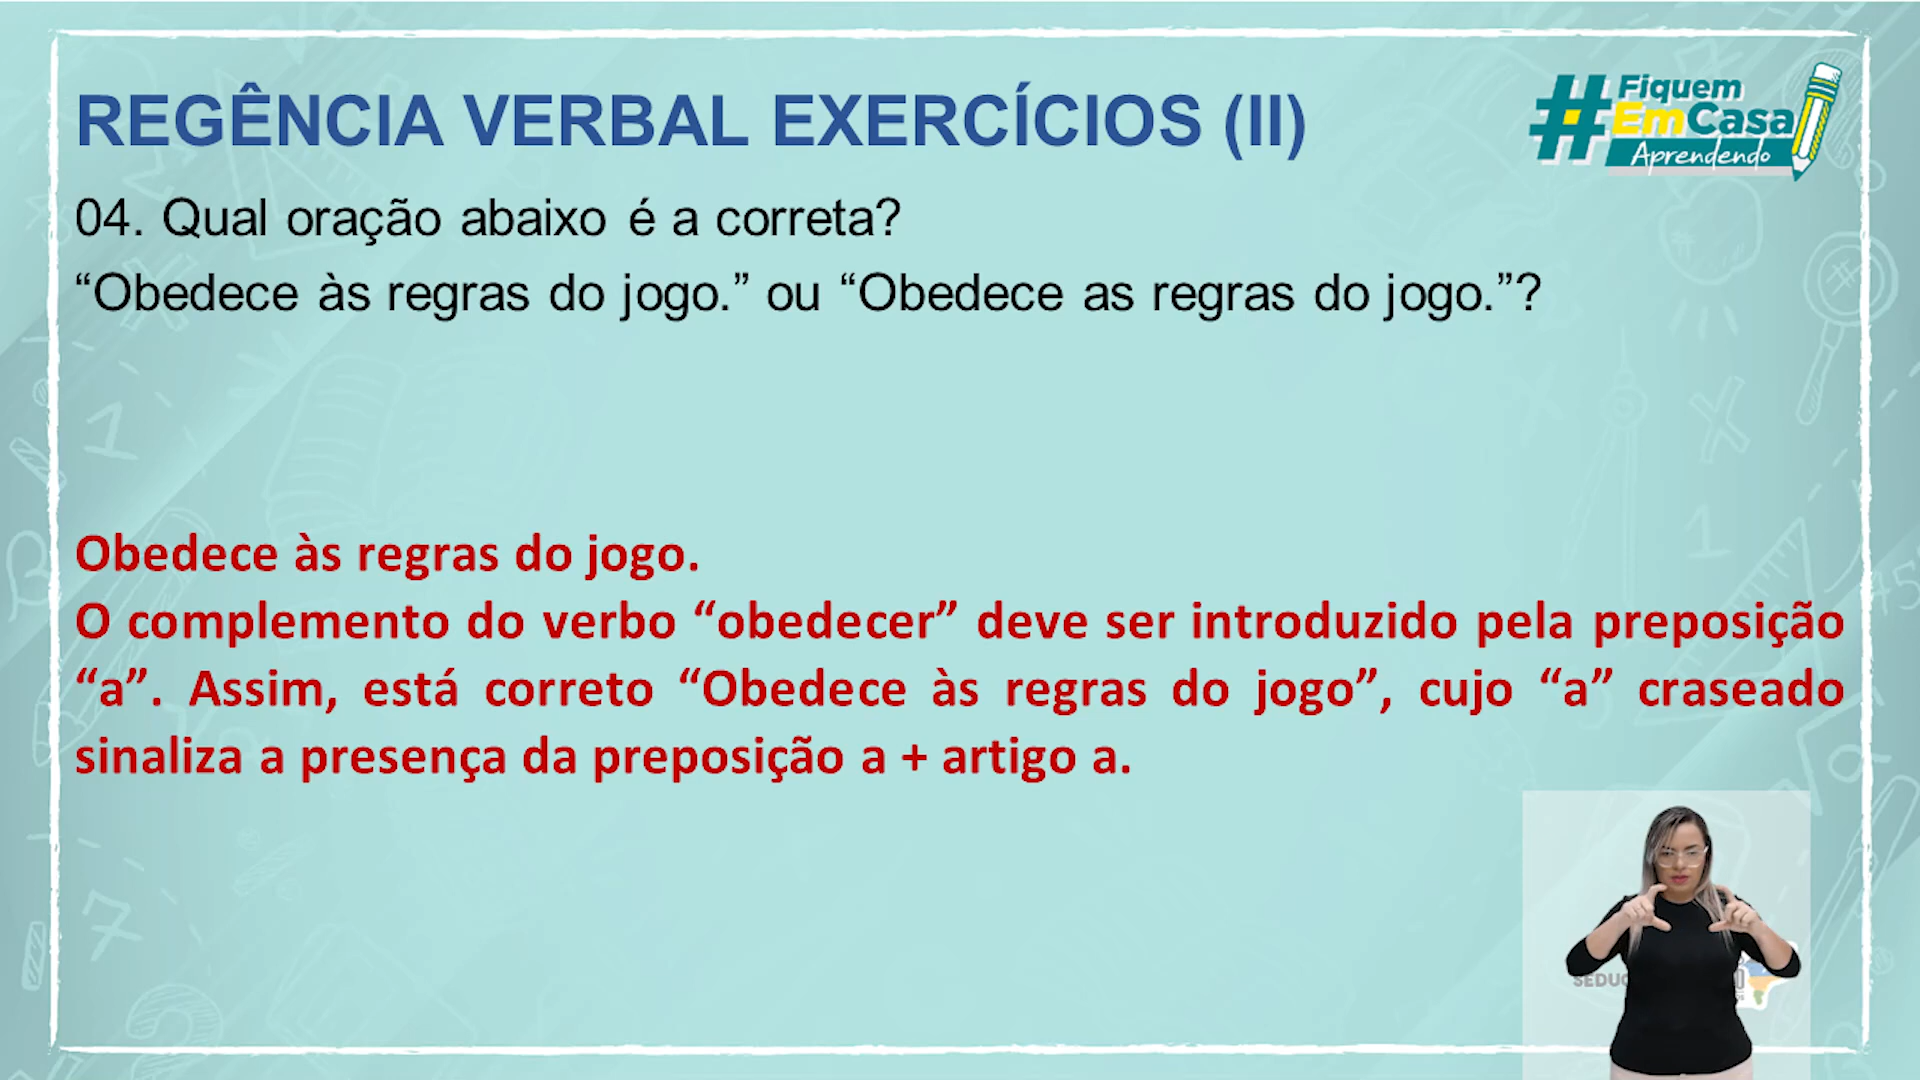 REGÊNCIA VERBAL EXERCÍCIOS (II)
#Fiquem
EmCasa
Aprendendo
04. Qual oração abaixo é a correta?
“Obedece às regras do jogo.” ou “Obedece as regras do jogo.”?
Obedece às regras do jogo.
O complemento do verbo “obedecer” deve ser introduzido pela preposição
“a”. Assim, está correto “Obedece às regras do jogo”, cujo “a” craseado
sinaliza a presença da preposição a + artigo a.